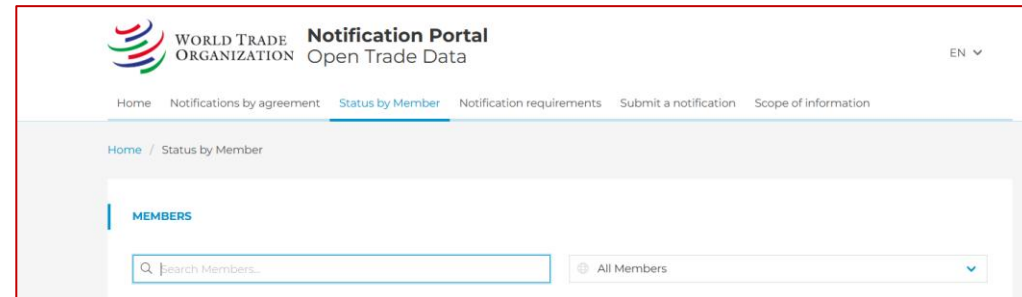 WORLD TRADE ORGANIZATION
Notification Portal
Open Trade Data
EN
Home Notifications by agreement Status by Member Notification requirements Submit a notification Scope of information
Home / Status by Member
MEMBERS
Search Members...
All Members